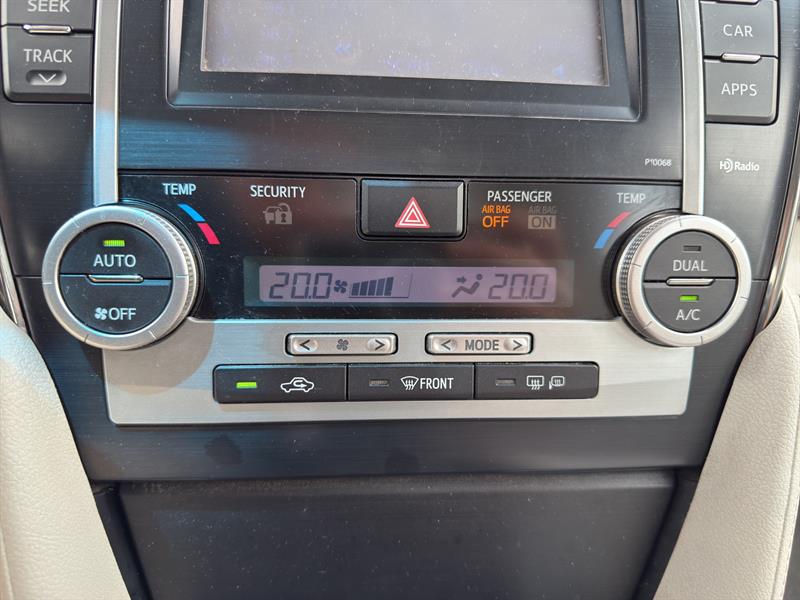 SEEK
TRACK
CAR
APPS
P10068
HD Radio
TEMP
SECURITY
PASSENGER
AIR BAG
OFF
AIR BAG
ON
TEMP
AUTO
OFF
20.0
20.0
DUAL
A/C
< >
< MODE >
FRONT